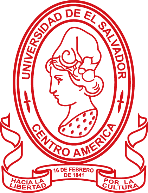 UNIVERSIDAD DE EL SALVADOR
CENTRO AMERICA
HACIA LA
LIBERTAD
16 DE FEBRERO
DE 1841
POR LA
CULTURA